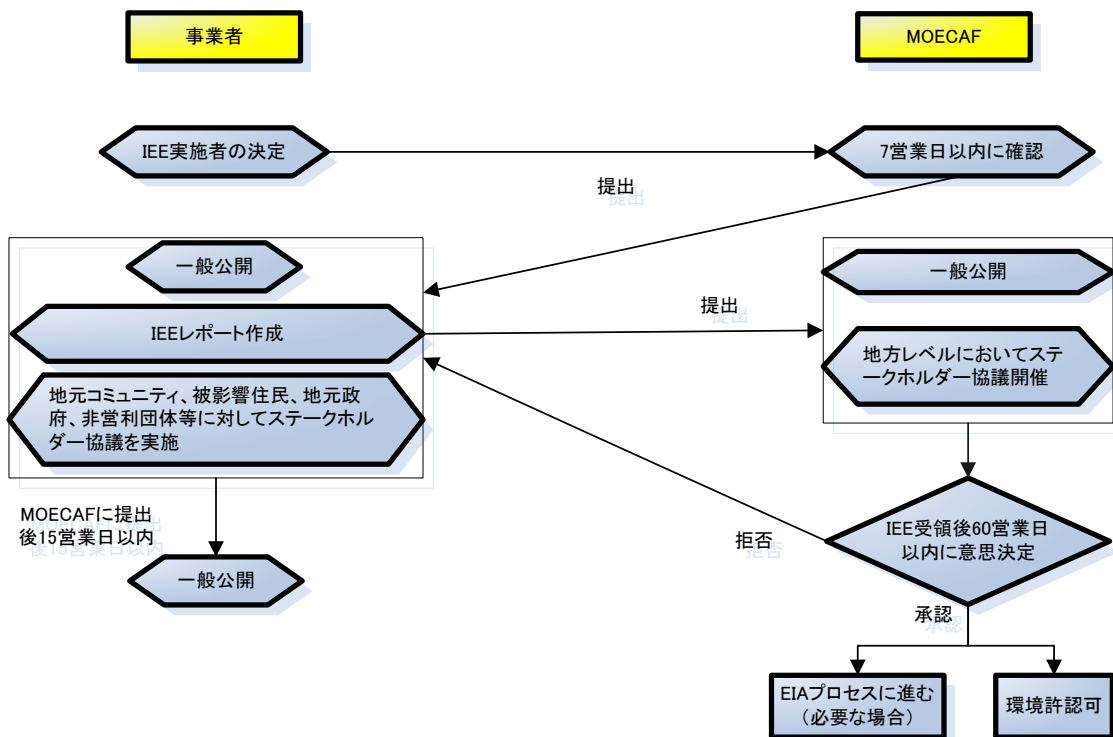 事業者
MOECAF
IEE実施者の決定
7営業日以内に確認
提出
一般公開
IEEレポート作成
地元コミュニティ、被影響住民、地元政
府、非営利団体等に対してステークホル
ダー協議を実施
提出
一般公開
地方レベルにおいてステ
ークホルダー協議開催
MOECAFに提出
後15営業日以内
一般公開
拒否
IEE受領後60営業日
以内に意思決定
承認
EIAプロセスに進む
（必要な場合）
環境許認可